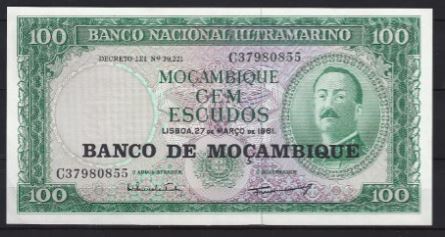 100 BANCO NACIONAL ULTRAMARINO 100
DECRETO-LEI Nº 39,221 C37980855
MOÇAMBIQUE
CEM
ESCUDOS
LISBOA, 27 DE MARÇO DE 1961.
BANCO DE MOÇAMBIQUE
C37980855
100 100